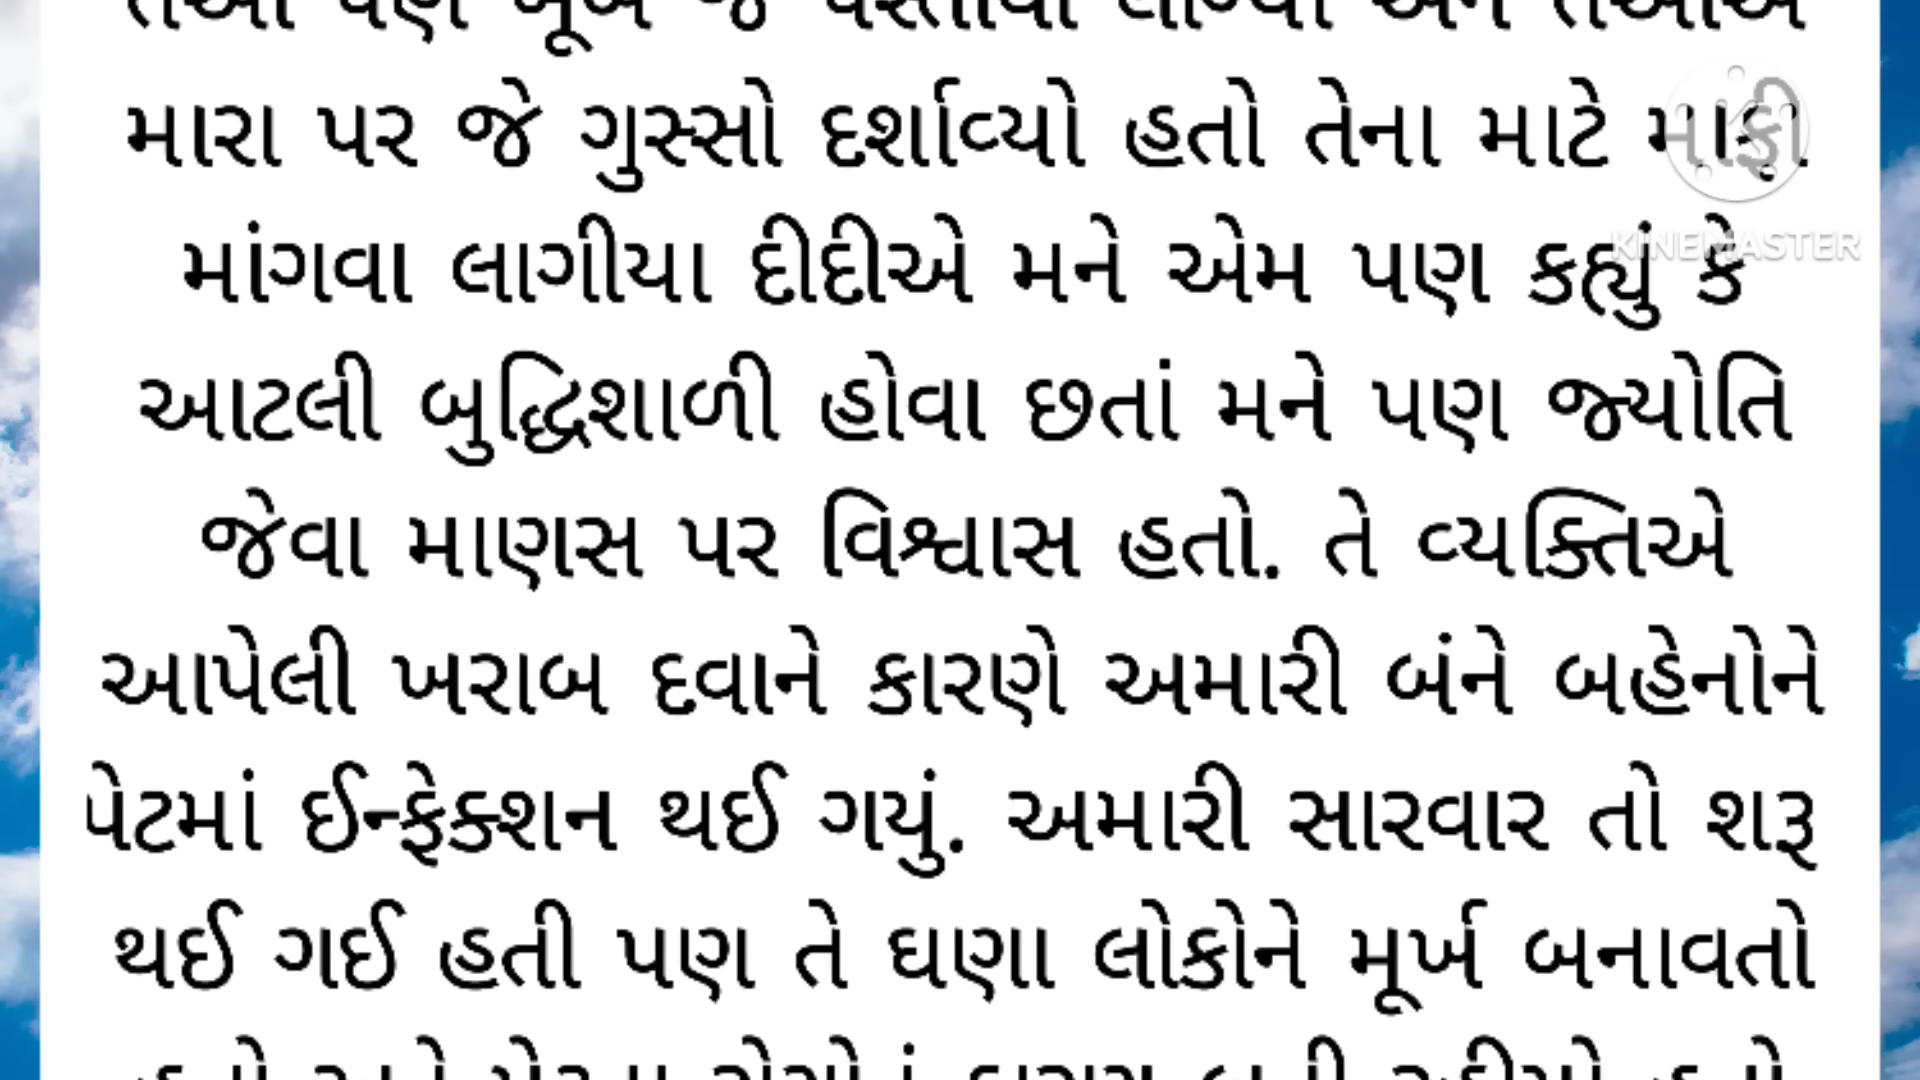 મારા પર જે ગુસ્સો દર્શાવ્યો હતો તેના માટે માફી
માંગવા લાગીયા દીદીએ મને એમ પણ કહ્યું કે
KINEMASTER
આટલી બુદ્ધિશાળી હોવા છતાં મને પણ જ્યોતિ
જેવા માણસ પર વિશ્વાસ હતો. તે વ્યક્તિએ
આપેલી ખરાબ દવાને કારણે અમારી બંને બહેનોને
પેટમાં ઈન્ફેક્શન થઈ ગયું. અમારી સારવાર તો શરૂ
થઈ ગઈ હતી પણ તે ઘણા લોકોને મૂર્ખ બનાવતો